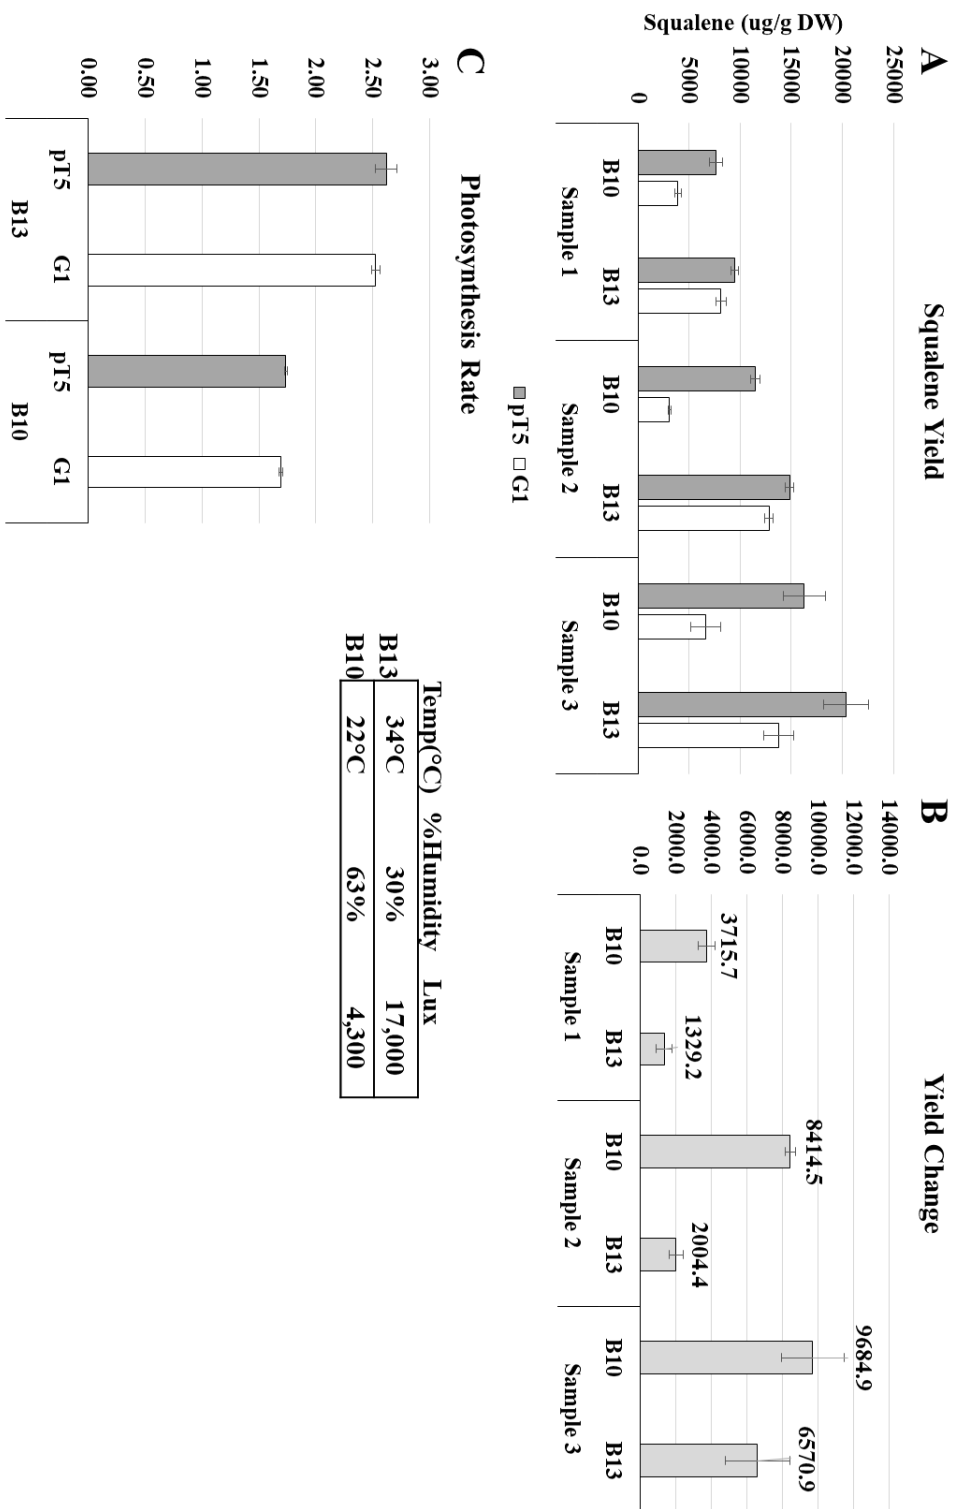 A
Squalene Yield
Squalene (ug/g DW)
25000
20000
15000
10000
5000
0
B10
B13
B10
B13
B10
B13
Sample 1
Sample 2
Sample 3
pT5
G1
B
Yield Change
14000.0
12000.0
10000.0
8000.0
6000.0
4000.0
2000.0
0.0
3715.7
1329.2
8414.5
2004.4
9684.9
6570.9
B10
B13
B10
B13
B10
B13
Sample 1
Sample 2
Sample 3
C
Photosynthesis Rate
3.00
2.50
2.00
1.50
1.00
0.50
0.00
pT5
G1
pT5
G1
B13
B10
Temp(°C) %Humidity Lux
B13 34°C 30% 17,000
B10 22°C 63% 4,300